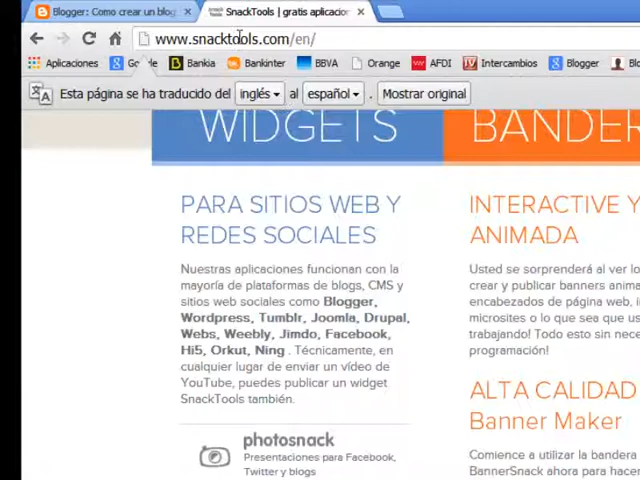 Blogger: Como crear un blog
SnackTools | gratis aplicacior
www.snacktools.com/en/
Aplicaciones Bankia Bankinter BBVA Orange AFDI Intercambios Blogger Blo
Esta página se ha traducido del inglés al español . Mostrar original
WIDGETS
BANDER
PARA SITIOS WEB Y
REDES SOCIALES
Nuestras aplicaciones funcionan con la
mayoría de plataformas de blogs, CMS y
sitios web sociales como Blogger,
Wordpress, Tumblr, Joomla, Drupal,
Webs, Weebly, Jimdo, Facebook,
Hi5, Orkut, Ning . Técnicamente, en
cualquier lugar de enviar un vídeo de
YouTube, puedes publicar un widget
SnackTools también.
photosnack
Presentaciones para Facebook,
Twitter y blogs
INTERACTIVE Y
ANIMADA
Usted se sorprenderá al ver lo
crear y publicar banners anima
encabezados de página web, i
microsites o lo que sea que us
trabajando! Todo esto sin nece
programación!
ALTA CALIDAD
Banner Maker
Comience a utilizar la bandera
BannerSnack ahora para hacer